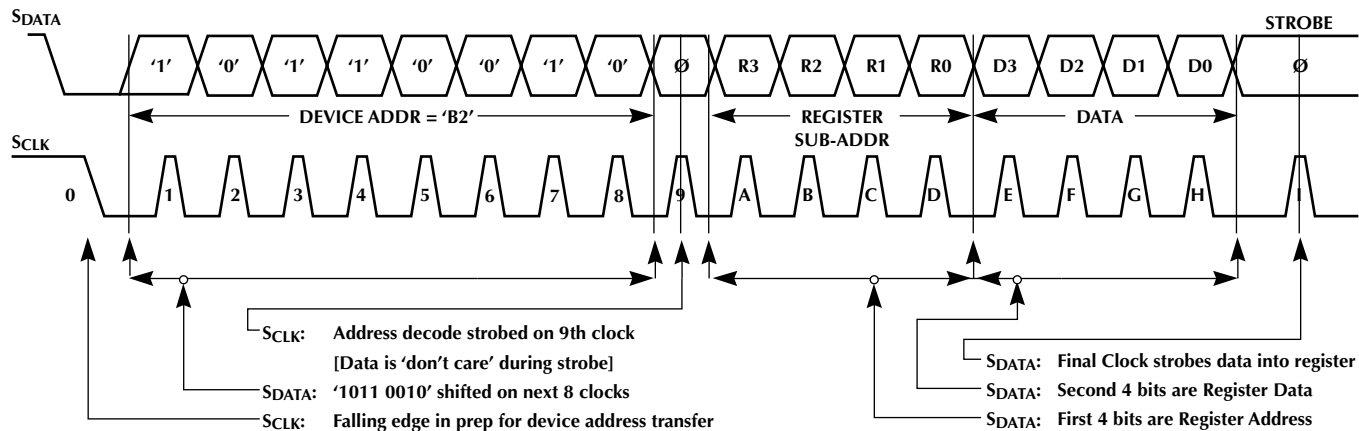 SDATA
STROBE
‘1’ ‘0’ ‘1’ ‘1’ ‘0’ ‘0’ ‘1’ ‘0’ Ø R3 R2 R1 R0 D3 D2 D1 D0 Ø
DEVICE ADDR = ‘B2’
REGISTER
SUB-ADDR
DATA
SCLK
0 1 2 3 4 5 6 7 8 9 A B C D E F G H I
SCLK: Address decode strobed on 9th clock
[Data is ‘don’t care’ during strobe]
SDATA: ‘1011 0010’ shifted on next 8 clocks
SCLK: Falling edge in prep for device address transfer
SDATA: Final Clock strobes data into register
SDATA: Second 4 bits are Register Data
SDATA: First 4 bits are Register Address